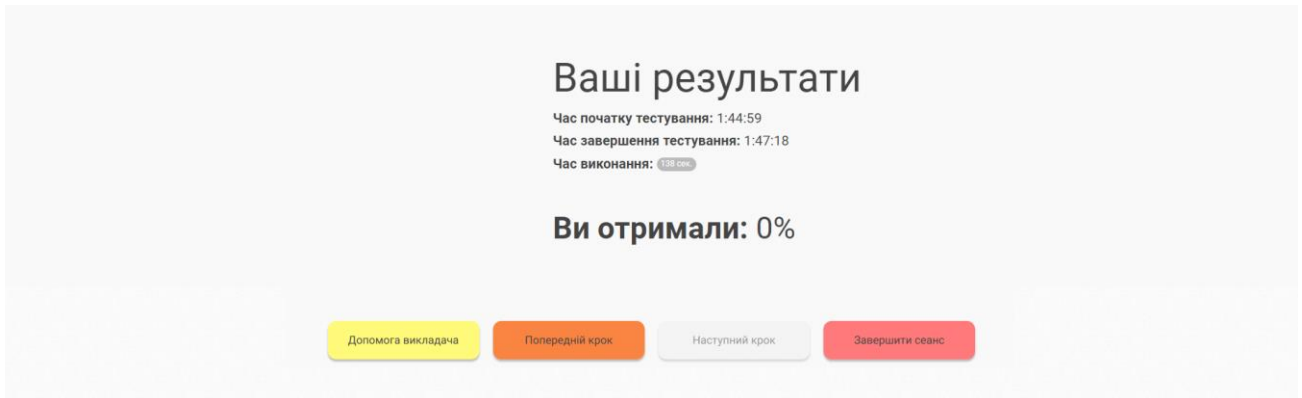 Ваші результати
Час початку тестування: 1:44:59
Час завершення тестування: 1:47:18
Час виконання: 138 сек.
Ви отримали: 0%
Допомога викладача Попередній крок Наступний крок Завершити сеанс